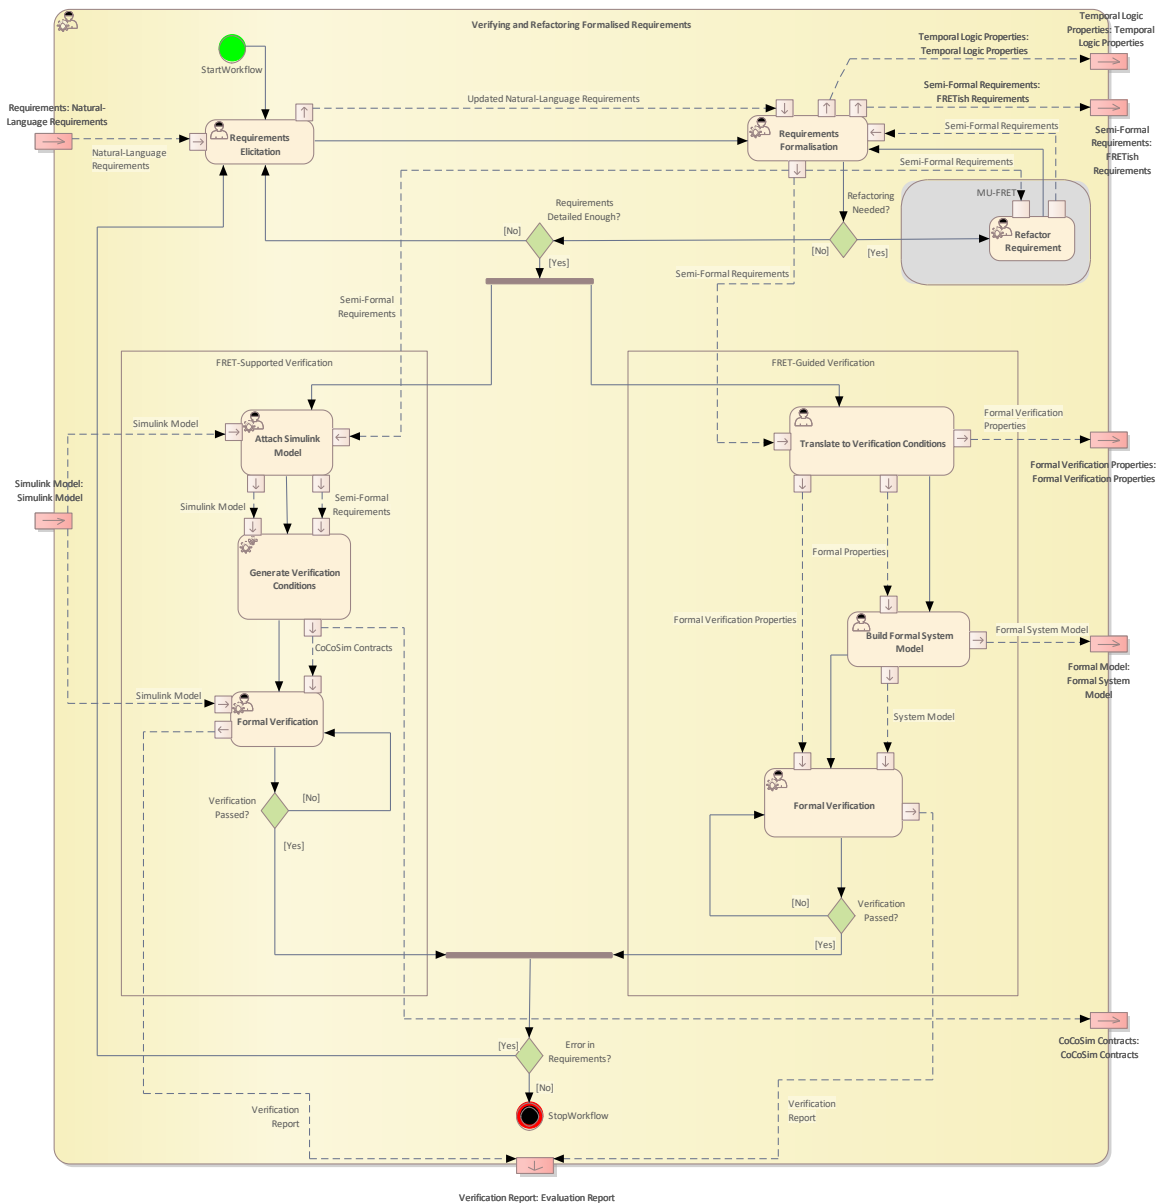 Verifying and Refactoring Formalised Requirements
Temporal Logic
Properties: Temporal
Logic Properties
Temporal Logic Properties:
Temporal Logic Properties
StartWorkflow
Semi-Formal Requirements:
FRETish Requirements
Updated Natural-Language Requirements
Requirements: Natural-
Language Requirements
Natural-Language
Requirements
Requirements
Elicitation
Requirements
Formalisation
Semi-Formal Requirements
Semi-Formal
Requirements:
FRETish
Requirements
Semi-Formal Requirements
MU-FRET
Refactoring
Needed?
Requirements
Detailed Enough?
Refactor
Requirement
[No]
[No]
[Yes]
[Yes]
Semi-Formal Requirements
Semi-Formal
Requirements
FRET-Supported Verification
FRET-Guided Verification
Simulink Model
Attach Simulink
Model
Translate to Verification Conditions
Formal Verification
Properties
Formal Verification Properties:
Formal Verification Properties
Simulink Model:
Simulink Model
Simulink Model
Semi-Formal
Requirements
Formal Properties
Generate Verification
Conditions
Formal Verification Properties
Build Formal System
Model
Formal System Model
Formal Model:
Formal System
Model
CoCoSim Contracts
Simulink Model
Formal Verification
System Model
Verification
Passed?
[No]
[Yes]
Formal Verification
[No]
Verification
Passed?
[Yes]
[Yes]
Error in
Requirements?
[No]
CoCoSim Contracts:
CoCoSim Contracts
StopWorkflow
Verification
Report
Verification
Report
Verification Report: Evaluation Report